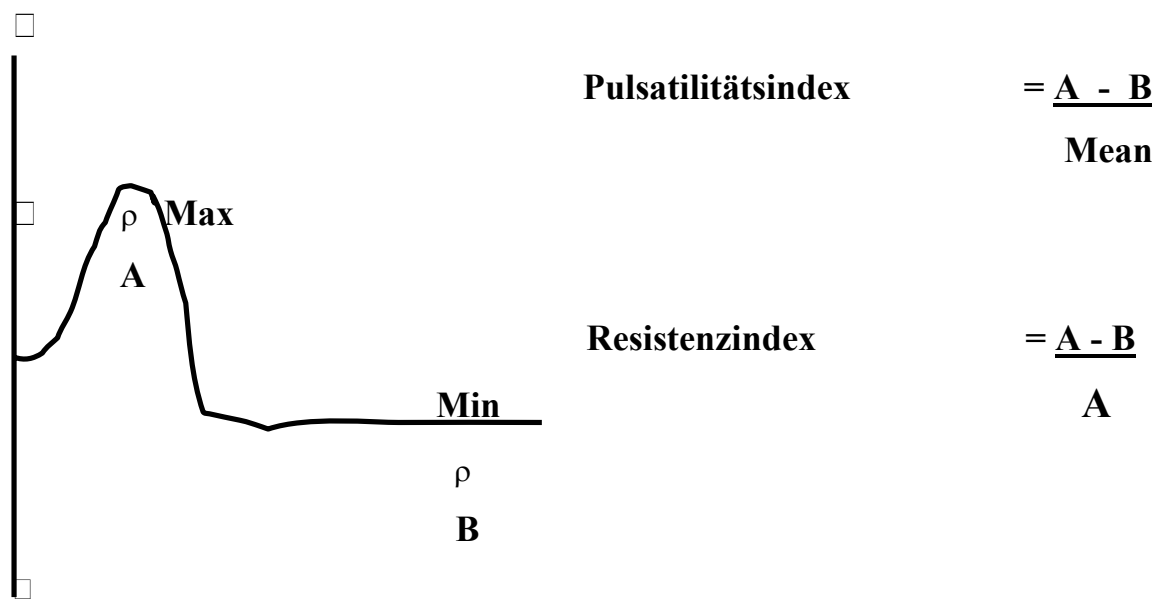 Pulsatilitätsindex = A - B
Mean
ρ Max
A
Resistenzindex = A - B
A
Min
ρ
B